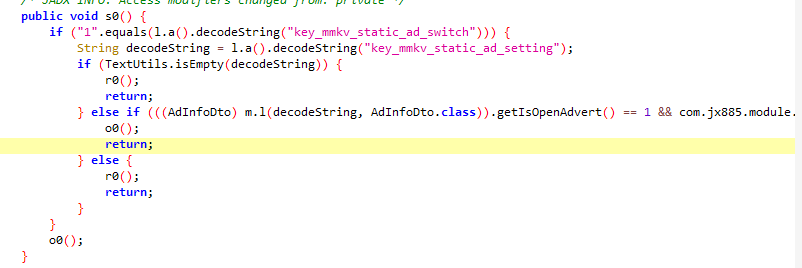 /* JADX INFO: Access modifiers changed from: private */
public void s0() {
if ("1".equals(l.a().decodeString("key_mmkv_static_ad_switch"))) {
String decodeString = l.a().decodeString("key_mmkv_static_ad_setting");
if (TextUtils.isEmpty(decodeString)) {
r0();
return;
} else if (((AdInfoDto) m.l(decodeString, AdInfoDto.class)).getIsOpenAdvert() == 1 && com.jx885.module.
o0();
return;
} else {
r0();
return;
}
}
o0();
}